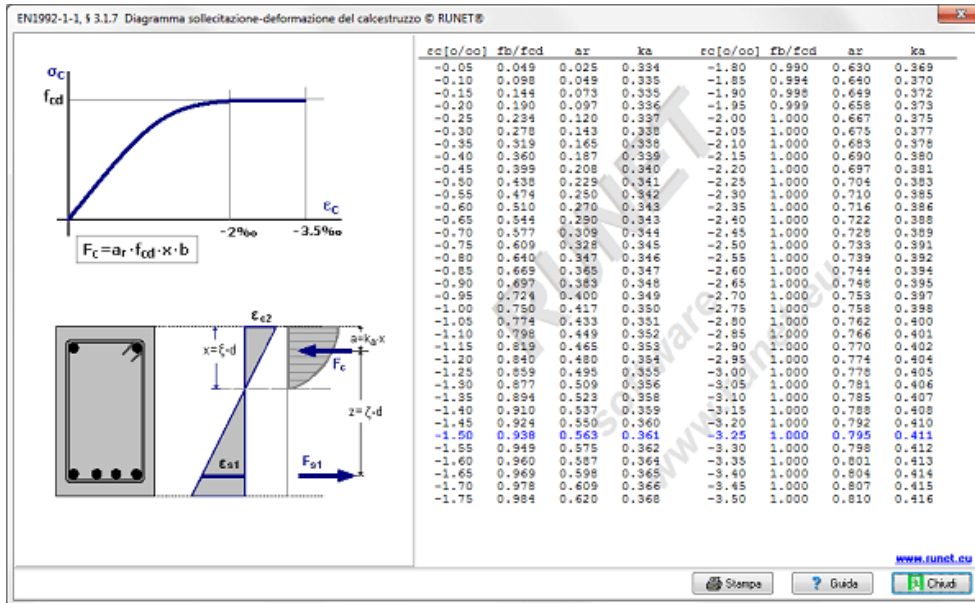 EN1992-1-1, § 3.1.7 Diagramma sollecitazione-deformazione del calcestruzzo © RUNET®
σc
fcd
εc
-2‰
-3.5‰
Fc=ar·fcd·x·b
εc2
x=ξ·d
a=ka·x
Fc
z=ζ·d
εs1
Fs1
εc[o/oo] fb/fcd ar ka εc[o/oo] fb/fcd ar ka
-0.05 0.049 0.025 0.334 -1.80 0.990 0.630 0.369
-0.10 0.098 0.049 0.335 -1.85 0.994 0.640 0.370
-0.15 0.144 0.073 0.335 -1.90 0.998 0.649 0.372
-0.20 0.190 0.097 0.336 -1.95 0.999 0.658 0.373
-0.25 0.234 0.120 0.337 -2.00 1.000 0.667 0.375
-0.30 0.278 0.143 0.338 -2.05 1.000 0.675 0.377
-0.35 0.319 0.165 0.338 -2.10 1.000 0.683 0.378
-0.40 0.360 0.187 0.339 -2.15 1.000 0.690 0.380
-0.45 0.399 0.208 0.340 -2.20 1.000 0.697 0.381
-0.50 0.438 0.229 0.341 -2.25 1.000 0.704 0.383
-0.55 0.474 0.250 0.342 -2.30 1.000 0.710 0.385
-0.60 0.510 0.270 0.343 -2.35 1.000 0.716 0.386
-0.65 0.544 0.290 0.343 -2.40 1.000 0.722 0.388
-0.70 0.577 0.309 0.344 -2.45 1.000 0.728 0.389
-0.75 0.609 0.328 0.345 -2.50 1.000 0.733 0.391
-0.80 0.640 0.347 0.346 -2.55 1.000 0.739 0.392
-0.85 0.669 0.365 0.347 -2.60 1.000 0.744 0.394
-0.90 0.697 0.383 0.348 -2.65 1.000 0.748 0.395
-0.95 0.724 0.400 0.349 -2.70 1.000 0.753 0.397
-1.00 0.750 0.417 0.350 -2.75 1.000 0.758 0.398
-1.05 0.774 0.433 0.351 -2.80 1.000 0.762 0.400
-1.10 0.798 0.449 0.352 -2.85 1.000 0.766 0.401
-1.15 0.819 0.465 0.353 -2.90 1.000 0.770 0.402
-1.20 0.840 0.480 0.354 -2.95 1.000 0.774 0.404
-1.25 0.859 0.495 0.355 -3.00 1.000 0.778 0.405
-1.30 0.877 0.509 0.356 -3.05 1.000 0.781 0.406
-1.35 0.894 0.523 0.358 -3.10 1.000 0.785 0.407
-1.40 0.910 0.537 0.359 -3.15 1.000 0.788 0.408
-1.45 0.924 0.550 0.360 -3.20 1.000 0.792 0.410
-1.50 0.938 0.563 0.361 -3.25 1.000 0.795 0.411
-1.55 0.949 0.575 0.362 -3.30 1.000 0.798 0.412
-1.60 0.960 0.587 0.364 -3.35 1.000 0.801 0.413
-1.65 0.969 0.598 0.365 -3.40 1.000 0.804 0.414
-1.70 0.978 0.609 0.366 -3.45 1.000 0.807 0.415
-1.75 0.984 0.620 0.368 -3.50 1.000 0.810 0.416
RUNET
software
www.runet.eu
www.runet.eu
Stampa
? Guida
Chiudi